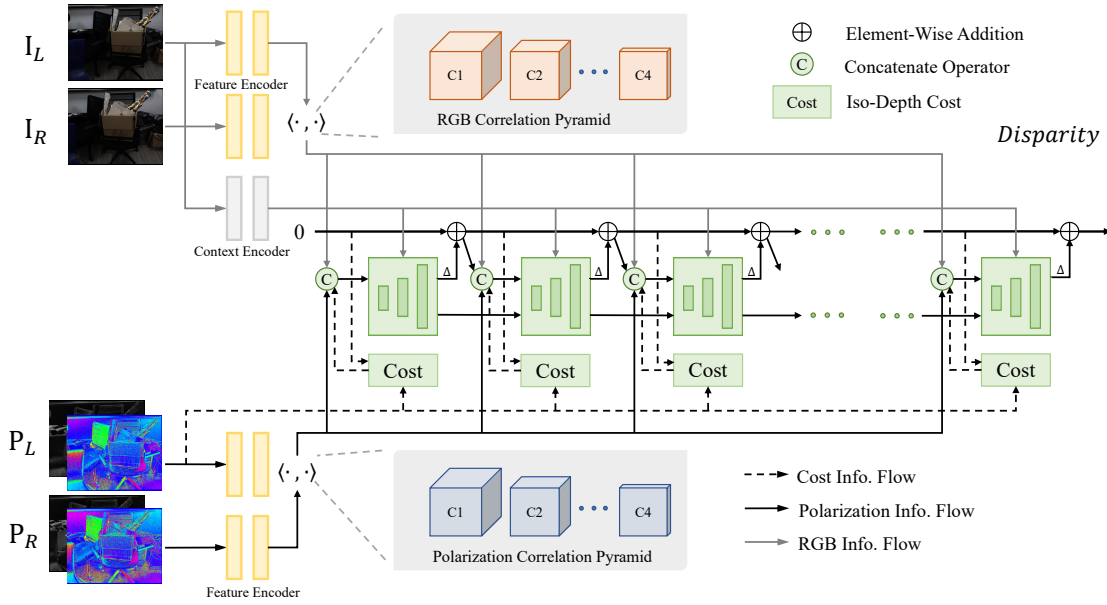 I_L
I_R
Feature Encoder
⟨·,·⟩
C1
C2
C4
RGB Correlation Pyramid
Element-Wise Addition
C
Concatenate Operator
Cost
Iso-Depth Cost
Disparity
Context Encoder
0
Δ
Δ
Δ
Δ
C
C
C
C
Cost
Cost
Cost
Cost
P_L
P_R
⟨·,·⟩
C1
C2
C4
Polarization Correlation Pyramid
Feature Encoder
Cost Info. Flow
Polarization Info. Flow
RGB Info. Flow